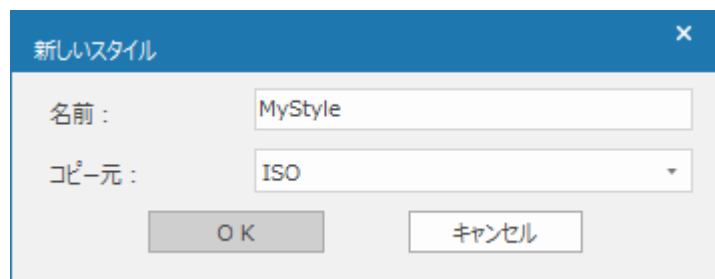 新しいスタイル
×
名前：
MyStyle
コピー元：
ISO
ＯＫ
キャンセル